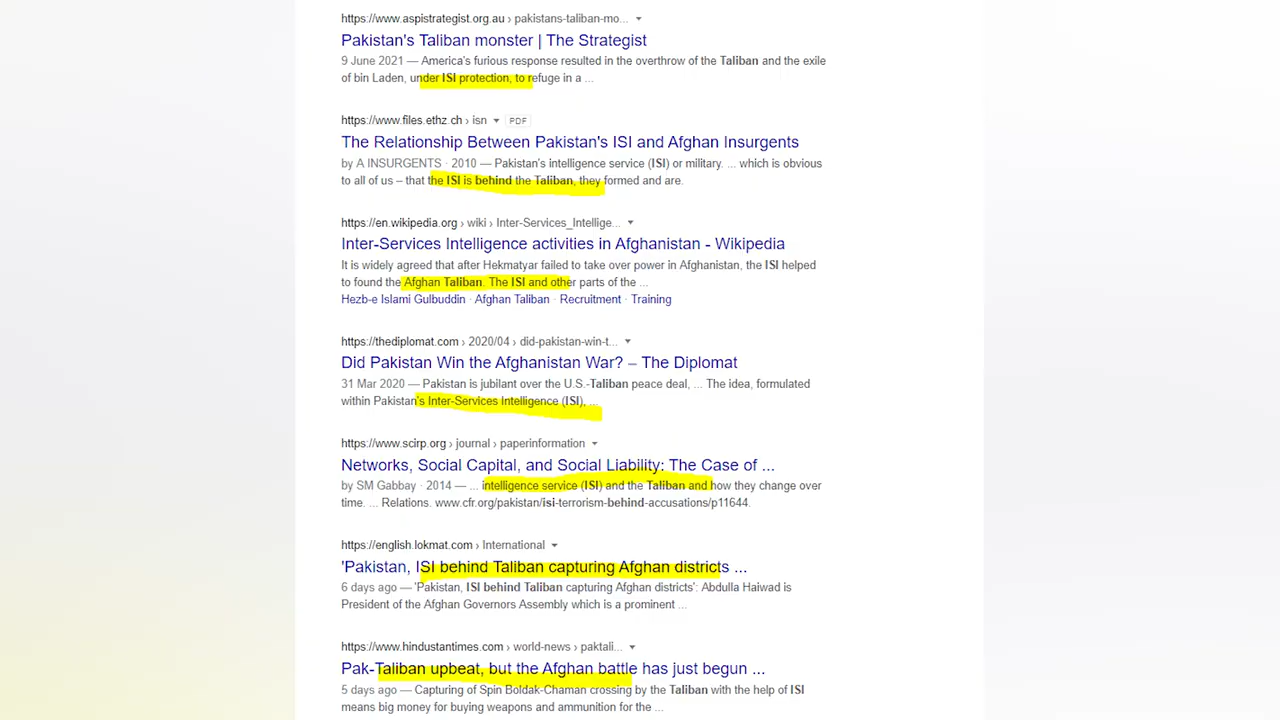 https://www.aspistrategist.org.au › pakistans-taliban-mo...
Pakistan's Taliban monster | The Strategist
9 June 2021 — America's furious response resulted in the overthrow of the Taliban and the exile
of bin Laden, under ISI protection, to refuge in a ...
https://www.files.ethz.ch › isn PDF
The Relationship Between Pakistan's ISI and Afghan Insurgents
by A INSURGENTS · 2010 — Pakistan's intelligence service (ISI) or military. ... which is obvious
to all of us – that the ISI is behind the Taliban, they formed and are.
https://en.wikipedia.org › wiki › Inter-Services_Intellige...
Inter-Services Intelligence activities in Afghanistan - Wikipedia
It is widely agreed that after Hekmatyar failed to take over power in Afghanistan, the ISI helped
to found the Afghan Taliban. The ISI and other parts of the ...
Hezb-e Islami Gulbuddin · Afghan Taliban · Recruitment · Training
https://thediplomat.com › 2020/04 › did-pakistan-win-t...
Did Pakistan Win the Afghanistan War? – The Diplomat
31 Mar 2020 — Pakistan is jubilant over the U.S.-Taliban peace deal, ... The idea, formulated
within Pakistan's Inter-Services Intelligence (ISI), ...
https://www.scirp.org › journal › paperinformation
Networks, Social Capital, and Social Liability: The Case of ...
by SM Gabbay · 2014 — ... intelligence service (ISI) and the Taliban and how they change over
time. ... Relations. www.cfr.org/pakistan/isi-terrorism-behind-accusations/p11644.
https://english.lokmat.com › International
'Pakistan, ISI behind Taliban capturing Afghan districts ...
6 days ago — 'Pakistan, ISI behind Taliban capturing Afghan districts': Abdulla Haiwad is
President of the Afghan Governors Assembly which is a prominent ...
https://www.hindustantimes.com › world-news › paktali...
Pak-Taliban upbeat, but the Afghan battle has just begun ...
5 days ago — Capturing of Spin Boldak-Chaman crossing by the Taliban with the help of ISI
means big money for buying weapons and ammunition for the ...